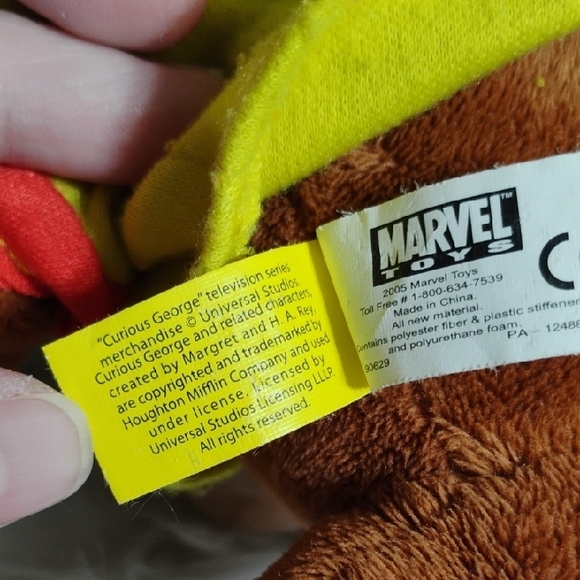 "Curious George" television series
merchandise © Universal Studios.
Curious George and related characters,
created by Margret and H. A. Rey,
are copyrighted and trademarked by
Houghton Mifflin Company and used
under license. Licensed by
Universal Studios Licensing LLLP.
All rights reserved.
MARVEL™
TOYS
2005 Marvel Toys
Toll Free # 1-800-634-7539
Made in China.
All new material.
Contains polyester fiber & plastic stiffener
and polyurethane foam.
PA – 12488
90629